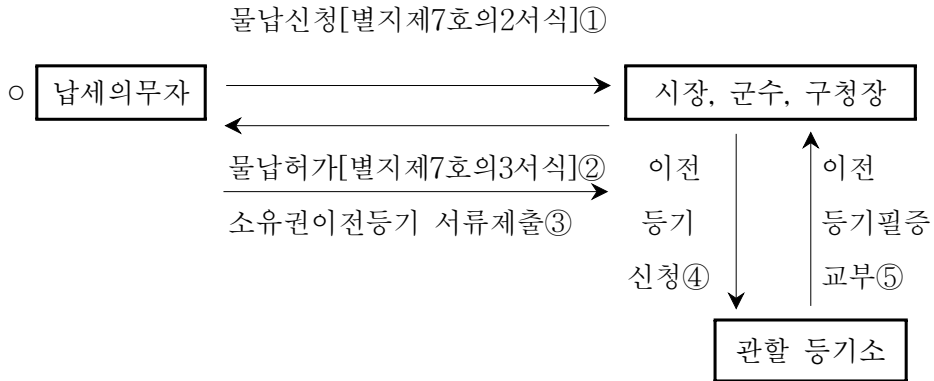 물납신청[별지제7호의2서식]①
○ 납세의무자
시장, 군수, 구청장
물납허가[별지제7호의3서식]②
소유권이전등기 서류제출③
이전
등기
신청④
이전
등기필증
교부⑤
관할 등기소